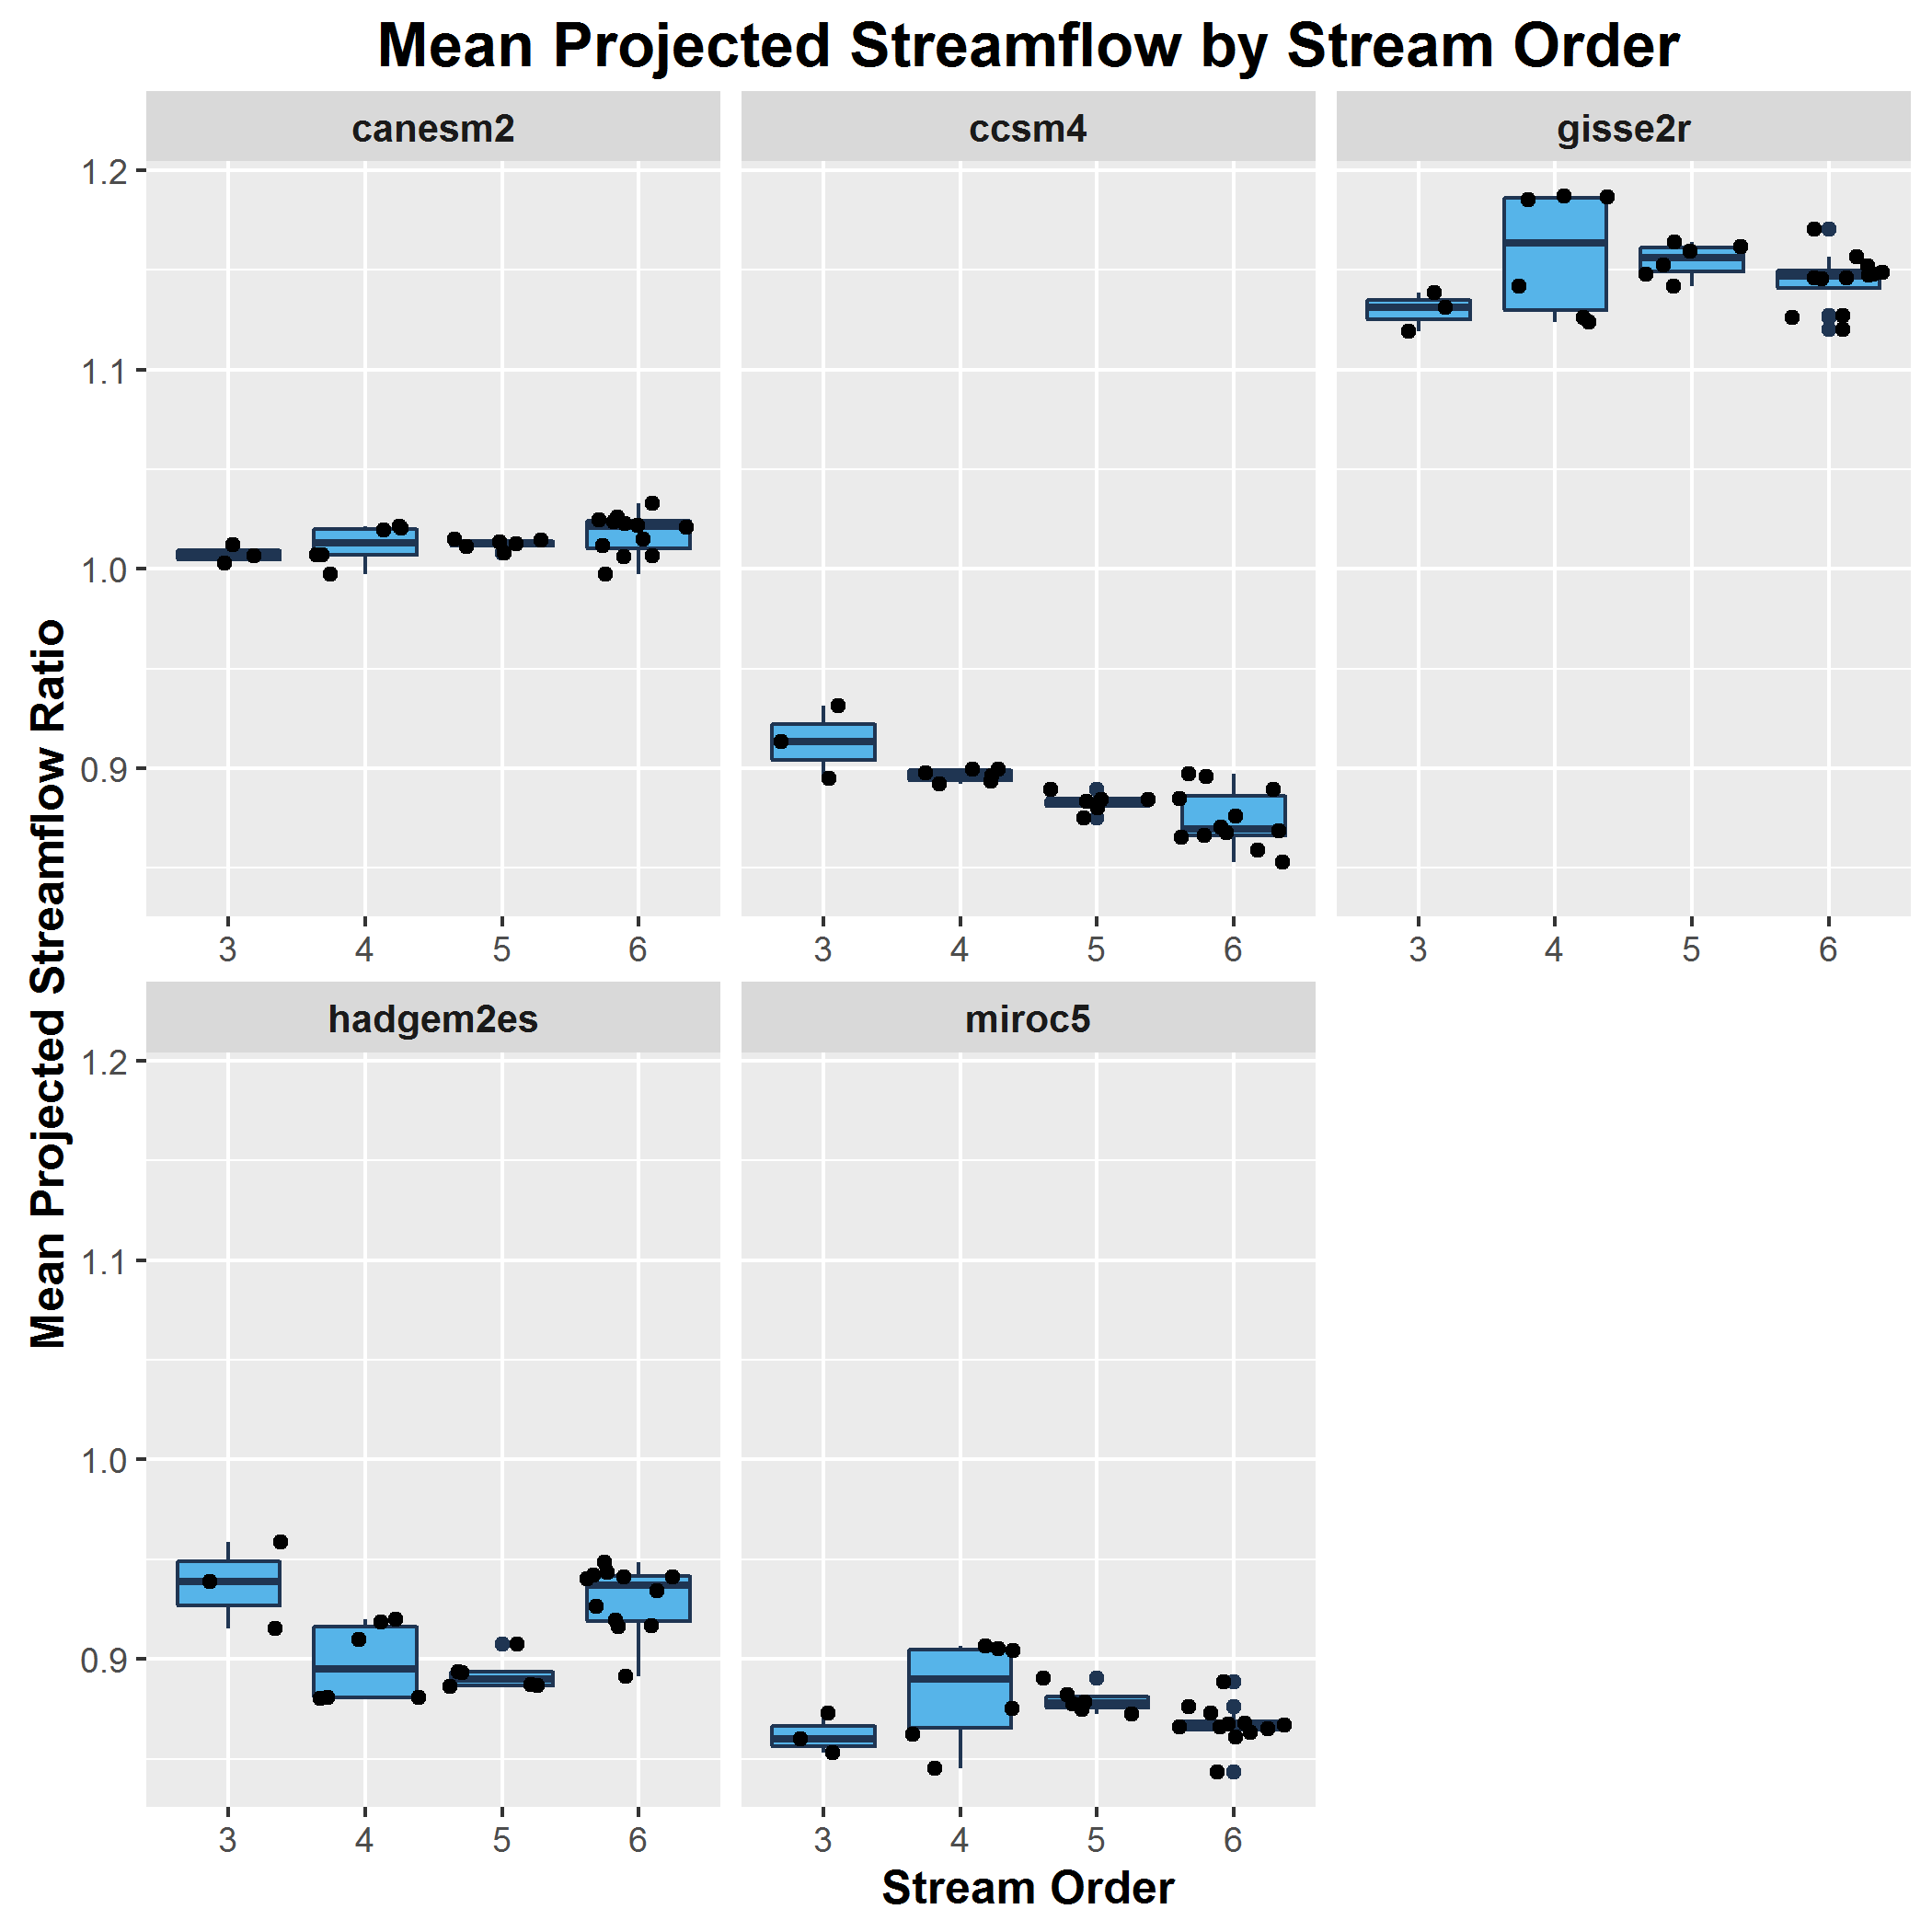 Mean Projected Streamflow by Stream Order
canesm2 ccsm4 gisse2r
1.2
1.1
1.0
0.9
3 4 5 6 3 4 5 6 3 4 5 6
Mean Projected Streamflow Ratio
hadgem2es miroc5
1.2
1.1
1.0
0.9
3 4 5 6 3 4 5 6
Stream Order